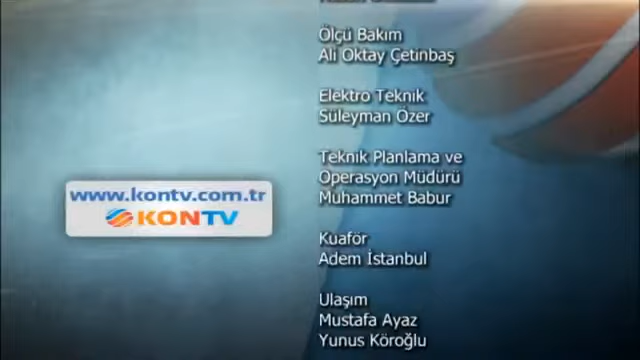 Ölçü Bakım
Ali Oktay Çetinbaş
Elektro Teknik
Süleyman Özer
Teknik Planlama ve
Operasyon Müdürü
Muhammet Babur
Kuaför
Adem İstanbul
Ulaşım
Mustafa Ayaz
Yunus Köroğlu
www.kontv.com.tr
KONTV